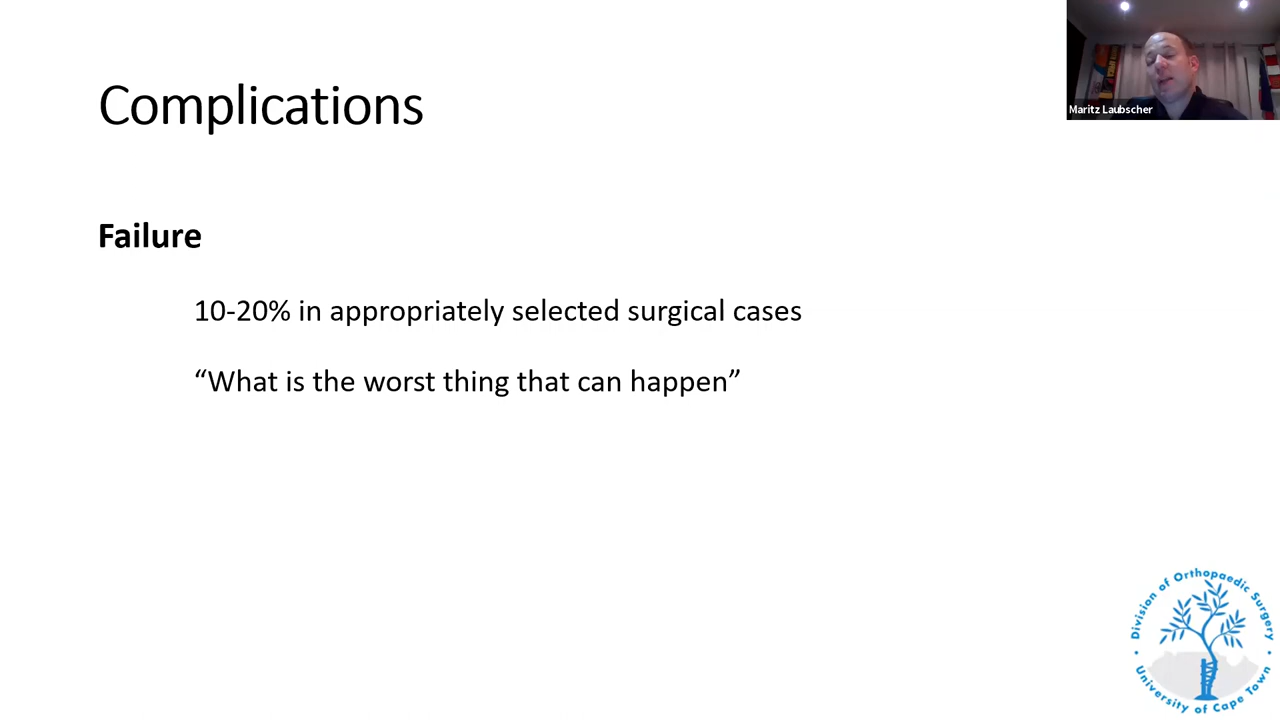 Complications
Maritz Laubscher
Failure
10-20% in appropriately selected surgical cases
“What is the worst thing that can happen”
Division of Orthopaedic Surgery
University of Cape Town